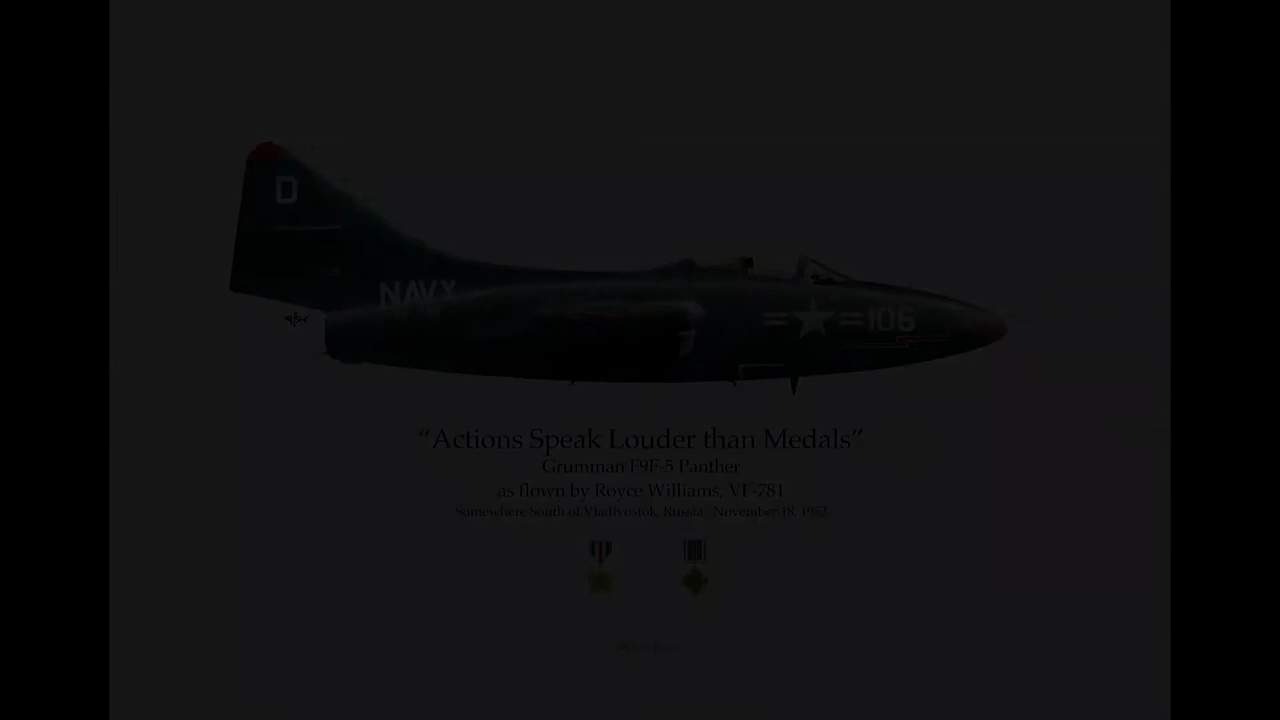 D
NAVY
106
“Actions Speak Louder than Medals”
Grumman F9F-5 Panther
as flown by Royce Williams, VF-781
Somewhere South of Vladivostok, Russia. November 18, 1952